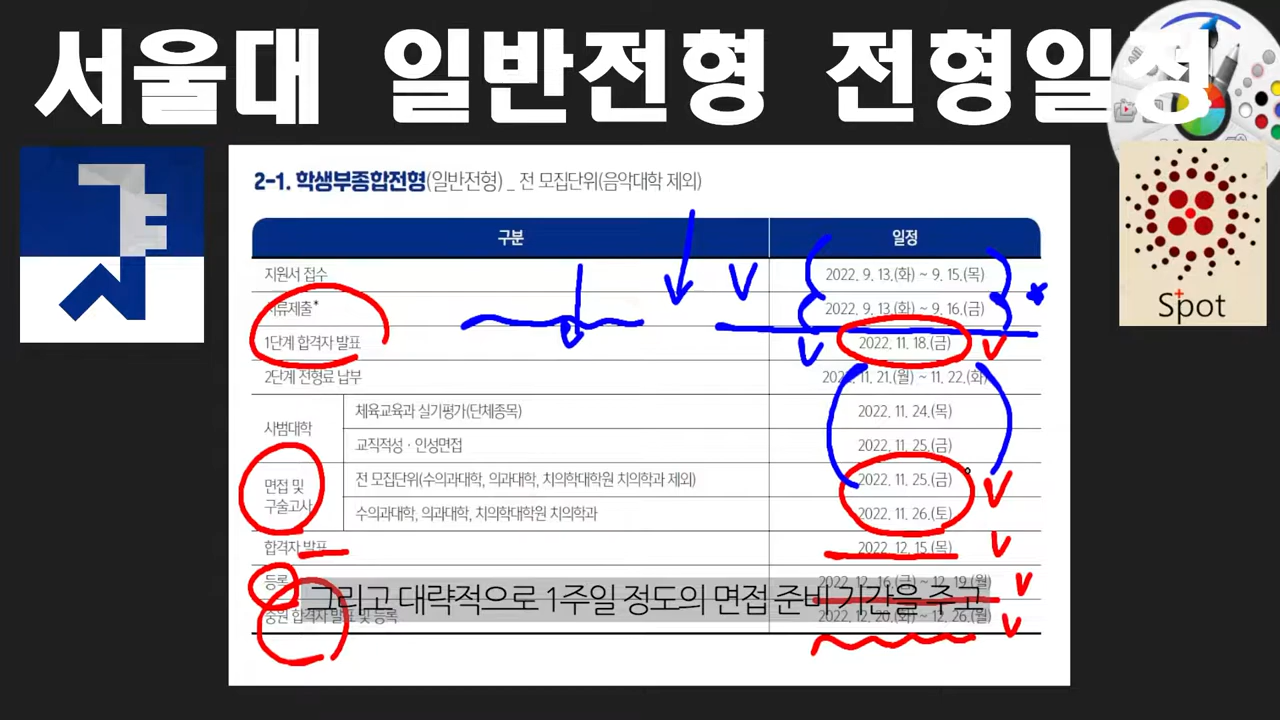 서울대 일반전형 전형일정
2-1. 학생부종합전형(일반전형) _ 전 모집단위(음악대학 제외)
구분 일정
지원서 접수 2022. 9. 13.(화) ~ 9. 15.(목)
서류제출* 2022. 9. 13.(화) ~ 9. 16.(금)
1단계 합격자 발표 2022. 11. 18.(금)
2단계 전형료 납부 2022. 11. 21.(월) ~ 11. 22.(화)
사범대학 체육교육과 실기평가(단체종목) 2022. 11. 24.(목)
교직적성 · 인성면접 2022. 11. 25.(금)
면접 및 구술고사 전 모집단위(수의과대학, 의과대학, 치의학대학원 치의학과 제외) 2022. 11. 25.(금)
수의과대학, 의과대학, 치의학대학원 치의학과 2022. 11. 26.(토)
합격자 발표 2022. 12. 15.(목)
등록 2022. 12. 16.(금) ~ 12. 19.(월)
그리고 대략적으로 1주일 정도의 면접 준비 기간을 주고
충원 합격자 발표 및 등록 2022. 12. 20.(화) ~ 12. 26.(월)
Spot